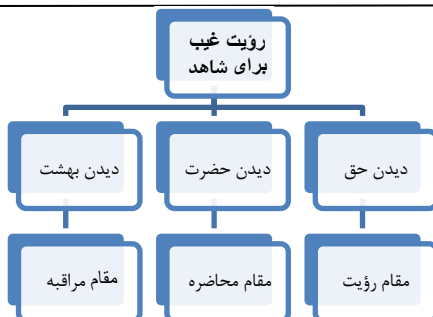 رؤیت غیب
برای شاهد
دیدن حق
دیدن حضرت
دیدن بهشت
مقام رؤیت
مقام محاضره
مقام مراقبه